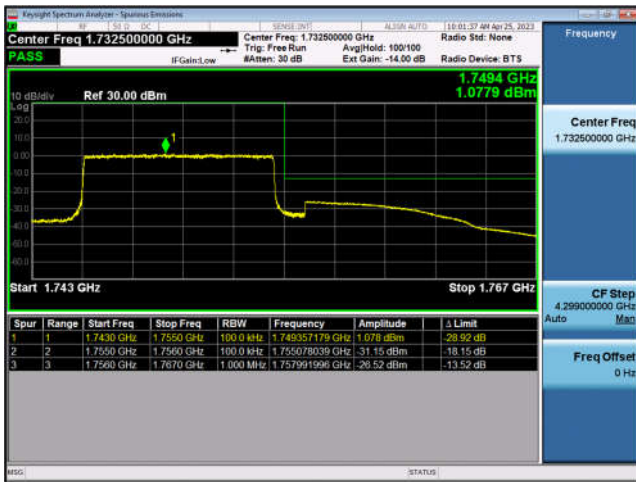 Keysight Spectrum Analyzer - Spurious Emissions
RF 50 Ω DC SENSE:INT ALIGN AUTO 10:01:37 AM Apr 25, 2023
Center Freq 1.732500000 GHz
Center Freq: 1.732500000 GHz
Radio Std: None
Trig: Free Run Avg|Hold: 100/100
PASS
IFGain:Low
#Atten: 30 dB Ext Gain: -14.00 dB Radio Device: BTS
1.7494 GHz
1.0779 dBm
10 dB/div Ref 30.00 dBm
Log
20.0
10.0
0.00
-10.0
-20.0
-30.0
-40.0
-50.0
-60.0
1
Start 1.743 GHz Stop 1.767 GHz
Spur Range Start Freq Stop Freq RBW Frequency Amplitude Δ Limit
1 1 1.7430 GHz 1.7550 GHz 100.0 kHz 1.749357179 GHz 1.078 dBm -28.92 dB
2 2 1.7550 GHz 1.7560 GHz 100.0 kHz 1.755078039 GHz -31.15 dBm -18.15 dB
3 3 1.7560 GHz 1.7670 GHz 1.000 MHz 1.757991996 GHz -26.52 dBm -13.52 dB
MSG STATUS
Frequency
Center Freq
1.732500000 GHz
CF Step
4.299000000 GHz
Auto Man
Freq Offset
0 Hz